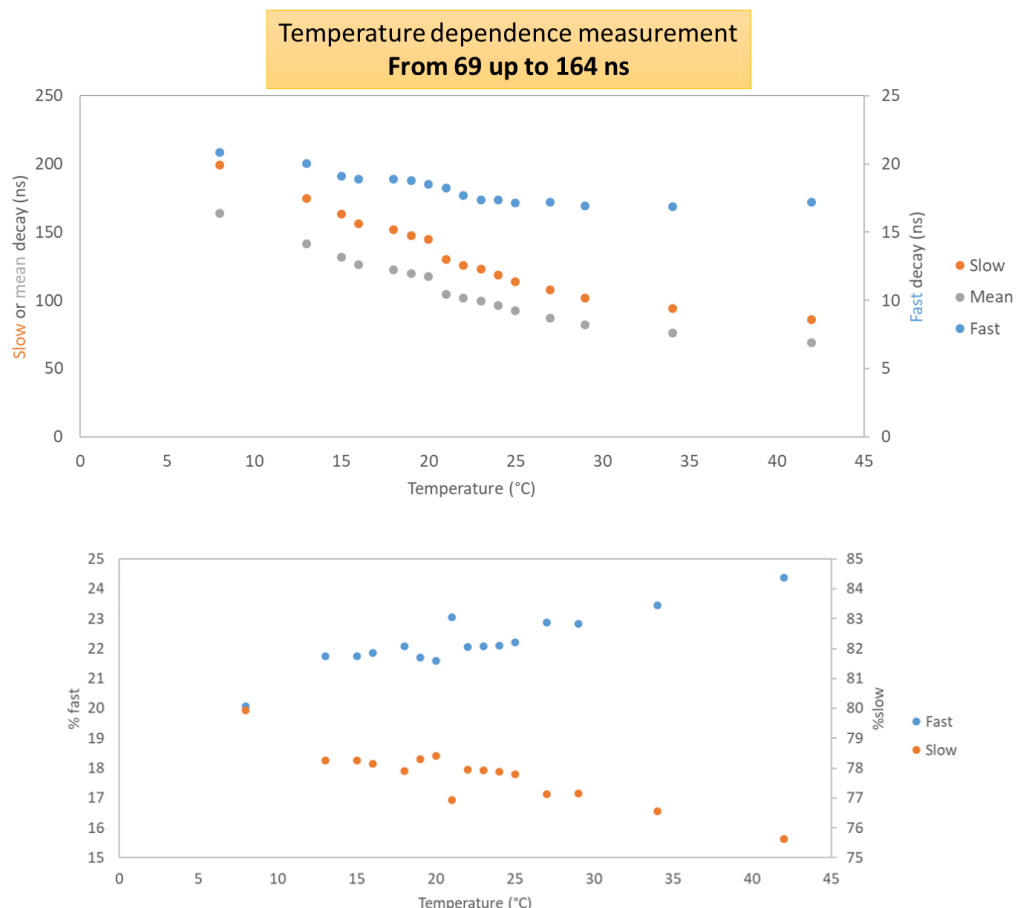 Temperature dependence measurement
From 69 up to 164 ns
250
200
150
100
50
0
Slow or mean decay (ns)
25
20
15
10
5
0
Fast decay (ns)
0 5 10 15 20 25 30 35 40 45
Temperature (°C)
Slow
Mean
Fast
25
24
23
22
21
20
19
18
17
16
15
% fast
85
84
83
82
81
80
79
78
77
76
75
%slow
0 5 10 15 20 25 30 35 40 45
Temperature (°C)
Fast
Slow